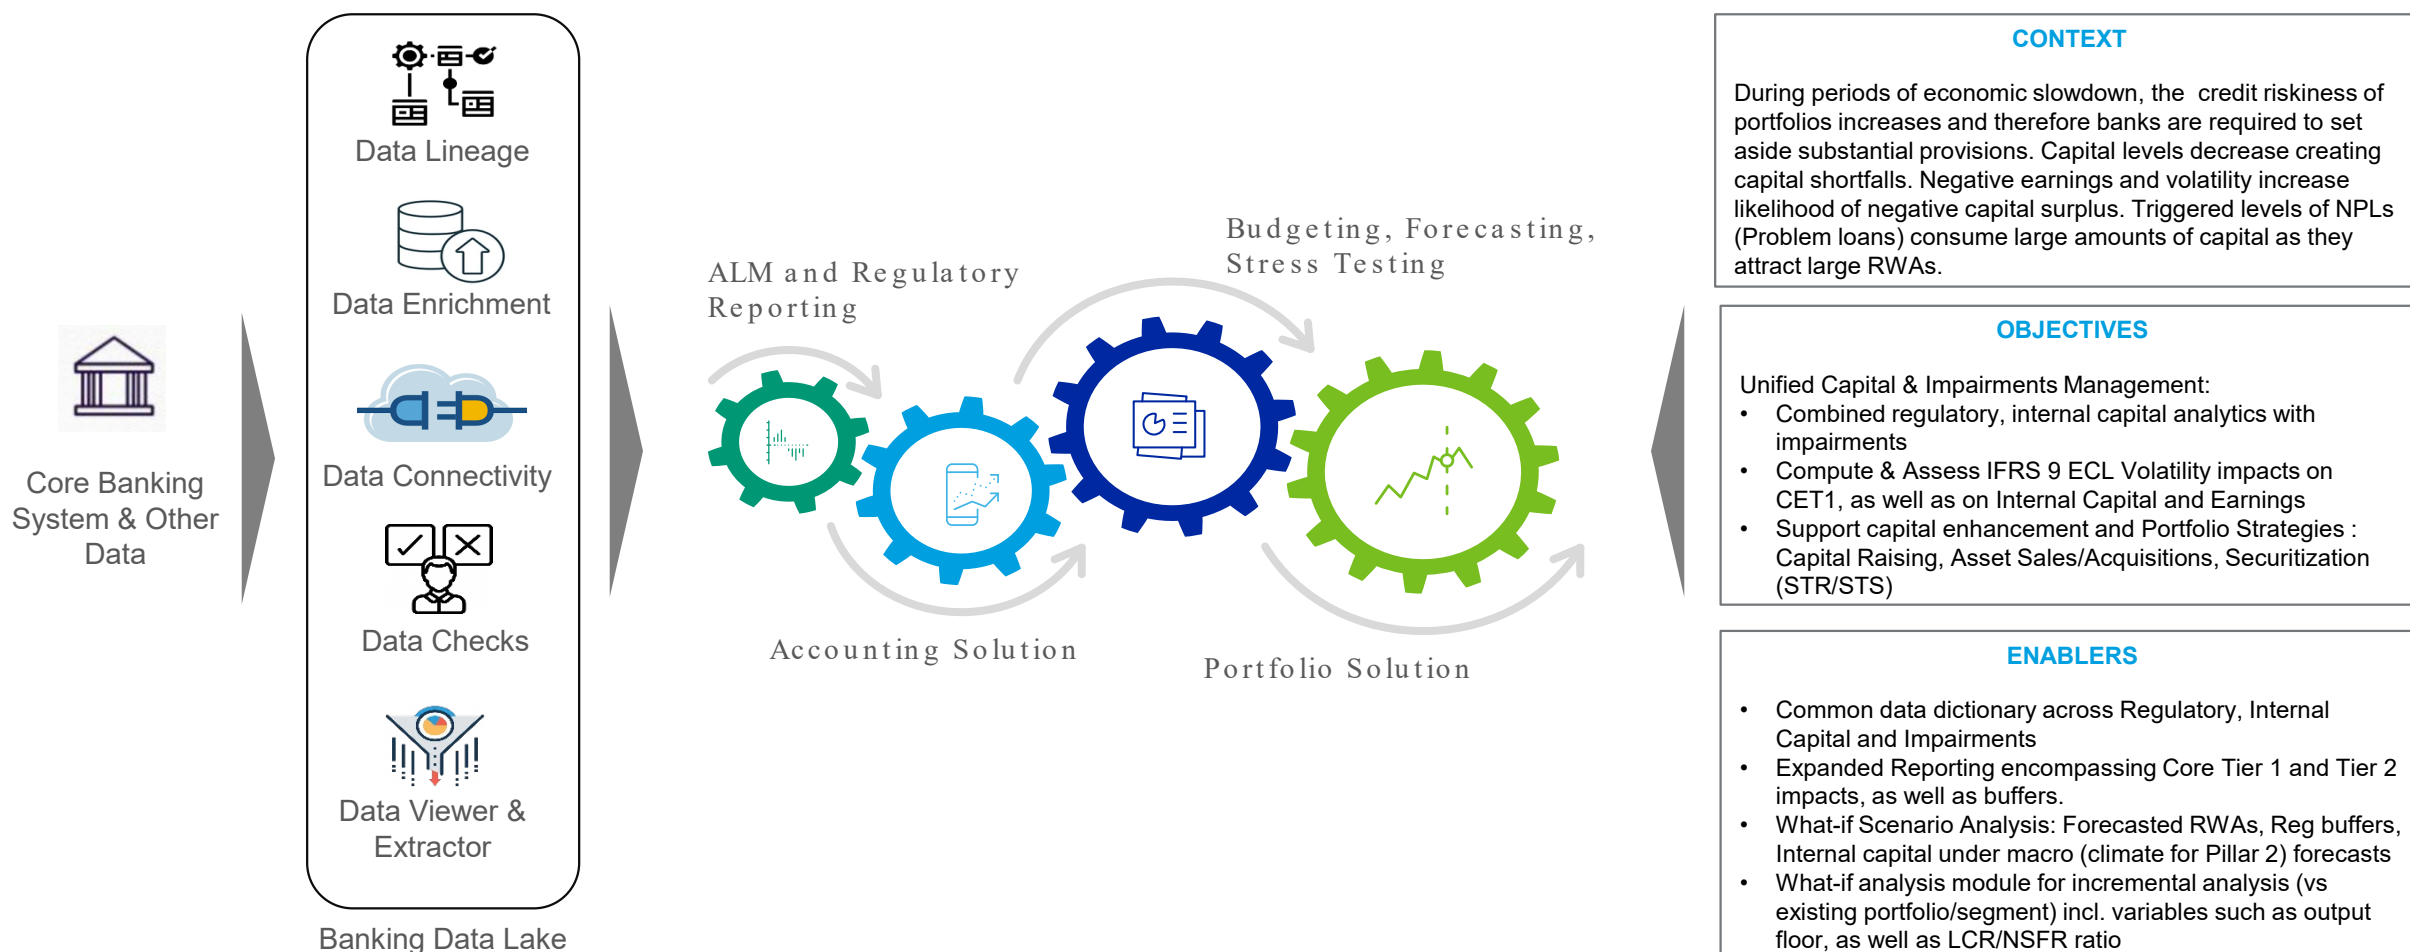 Core Banking
System & Other
Data
Data Lineage
Data Enrichment
Data Connectivity
Data Checks
Data Viewer &
Extractor
Banking Data Lake
ALM and Regulatory
Reporting
Accounting Solution
Budgeting, Forecasting,
Stress Testing
Portfolio Solution
CONTEXT
During periods of economic slowdown, the  credit riskiness of
portfolios increases and therefore banks are required to set
aside substantial provisions. Capital levels decrease creating
capital shortfalls. Negative earnings and volatility increase
likelihood of negative capital surplus. Triggered levels of NPLs
(Problem loans) consume large amounts of capital as they
attract large RWAs.
OBJECTIVES
Unified Capital & Impairments Management:
• Combined regulatory, internal capital analytics with
impairments
• Compute & Assess IFRS 9 ECL Volatility impacts on
CET1, as well as on Internal Capital and Earnings
• Support capital enhancement and Portfolio Strategies :
Capital Raising, Asset Sales/Acquisitions, Securitization
(STR/STS)
ENABLERS
• Common data dictionary across Regulatory, Internal
Capital and Impairments
• Expanded Reporting encompassing Core Tier 1 and Tier 2
impacts, as well as buffers.
• What-if Scenario Analysis: Forecasted RWAs, Reg buffers,
Internal capital under macro (climate for Pillar 2) forecasts
• What-if analysis module for incremental analysis (vs
existing portfolio/segment) incl. variables such as output
floor, as well as LCR/NSFR ratio